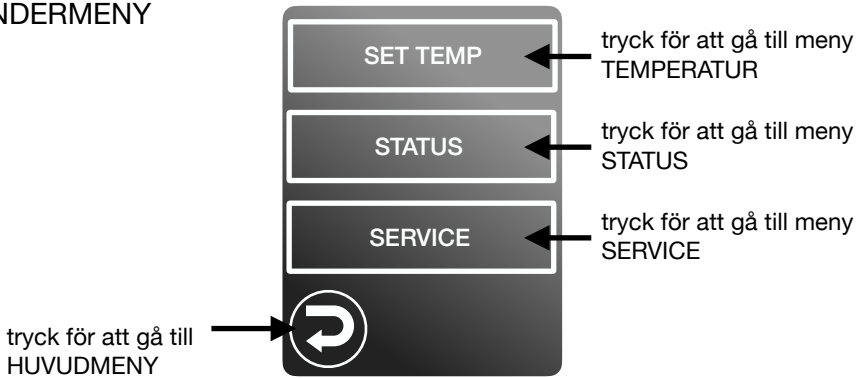 NDERMENY
SET TEMP
tryck för att gå till meny
TEMPERATUR
STATUS
tryck för att gå till meny
STATUS
SERVICE
tryck för att gå till meny
SERVICE
tryck för att gå till
HUVUDMENY